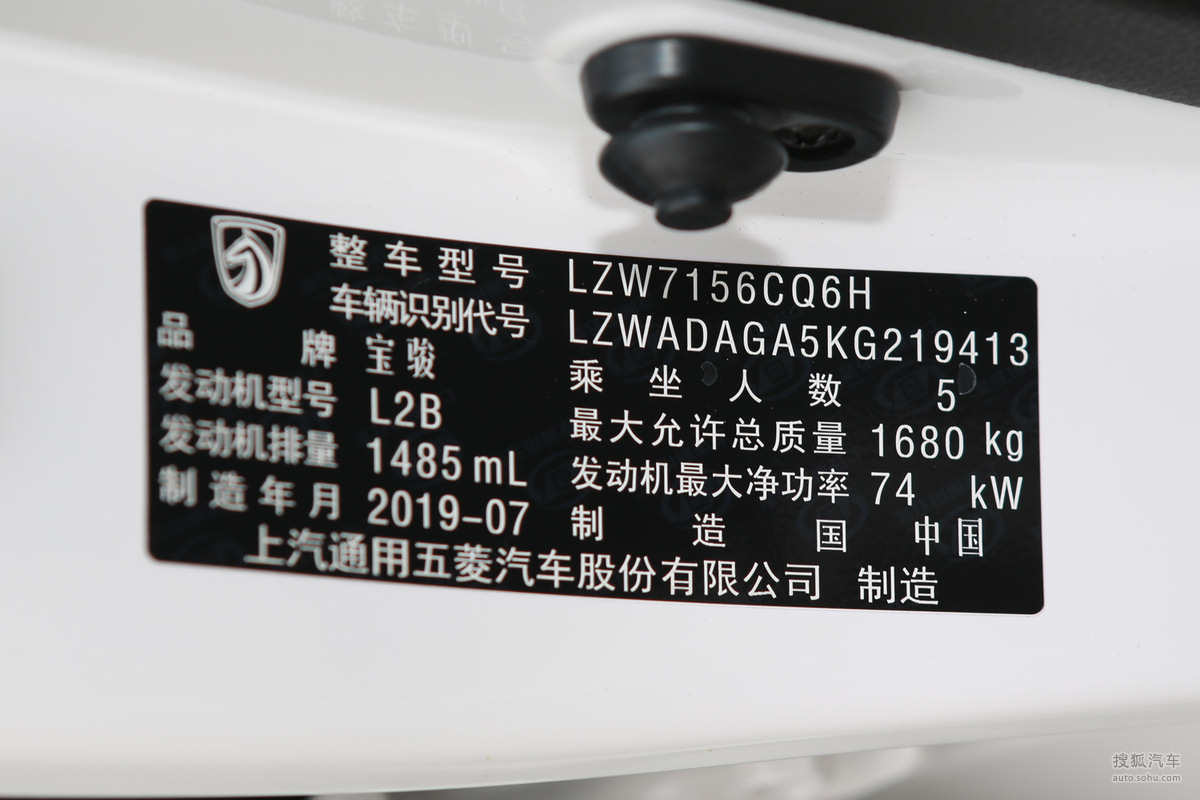 整车型号 LZW7156CQ6H
车辆识别代号 LZWADAGA5KG219413
品牌 宝骏 乘坐人数 5
发动机型号 L2B 最大允许总质量 1680 kg
发动机排量 1485 mL 发动机最大净功率 74 kW
制造年月 2019-07 制造国 中国
上汽通用五菱汽车股份有限公司 制造
搜狐汽车
auto.sohu.com